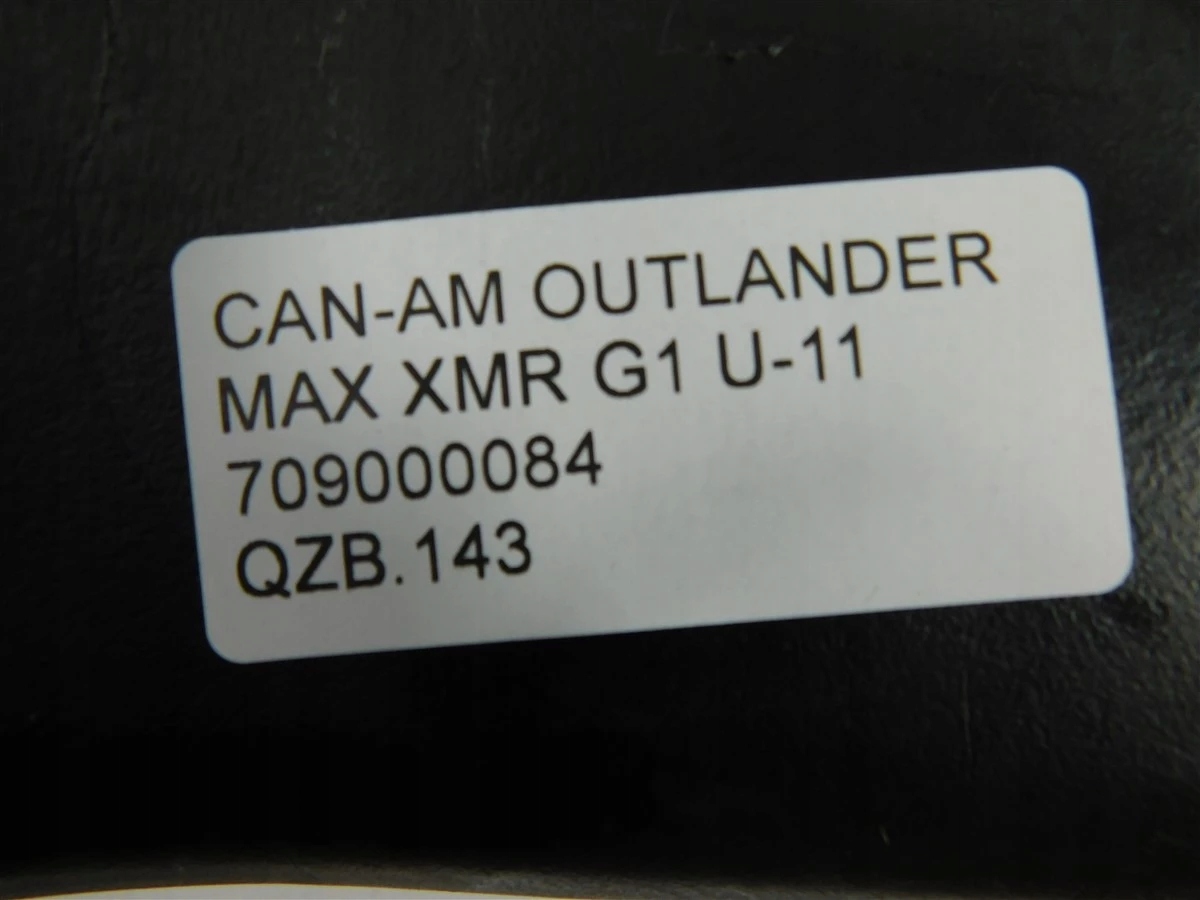 CAN-AM OUTLANDER
MAX XMR G1 U-11
709000084
QZB.143